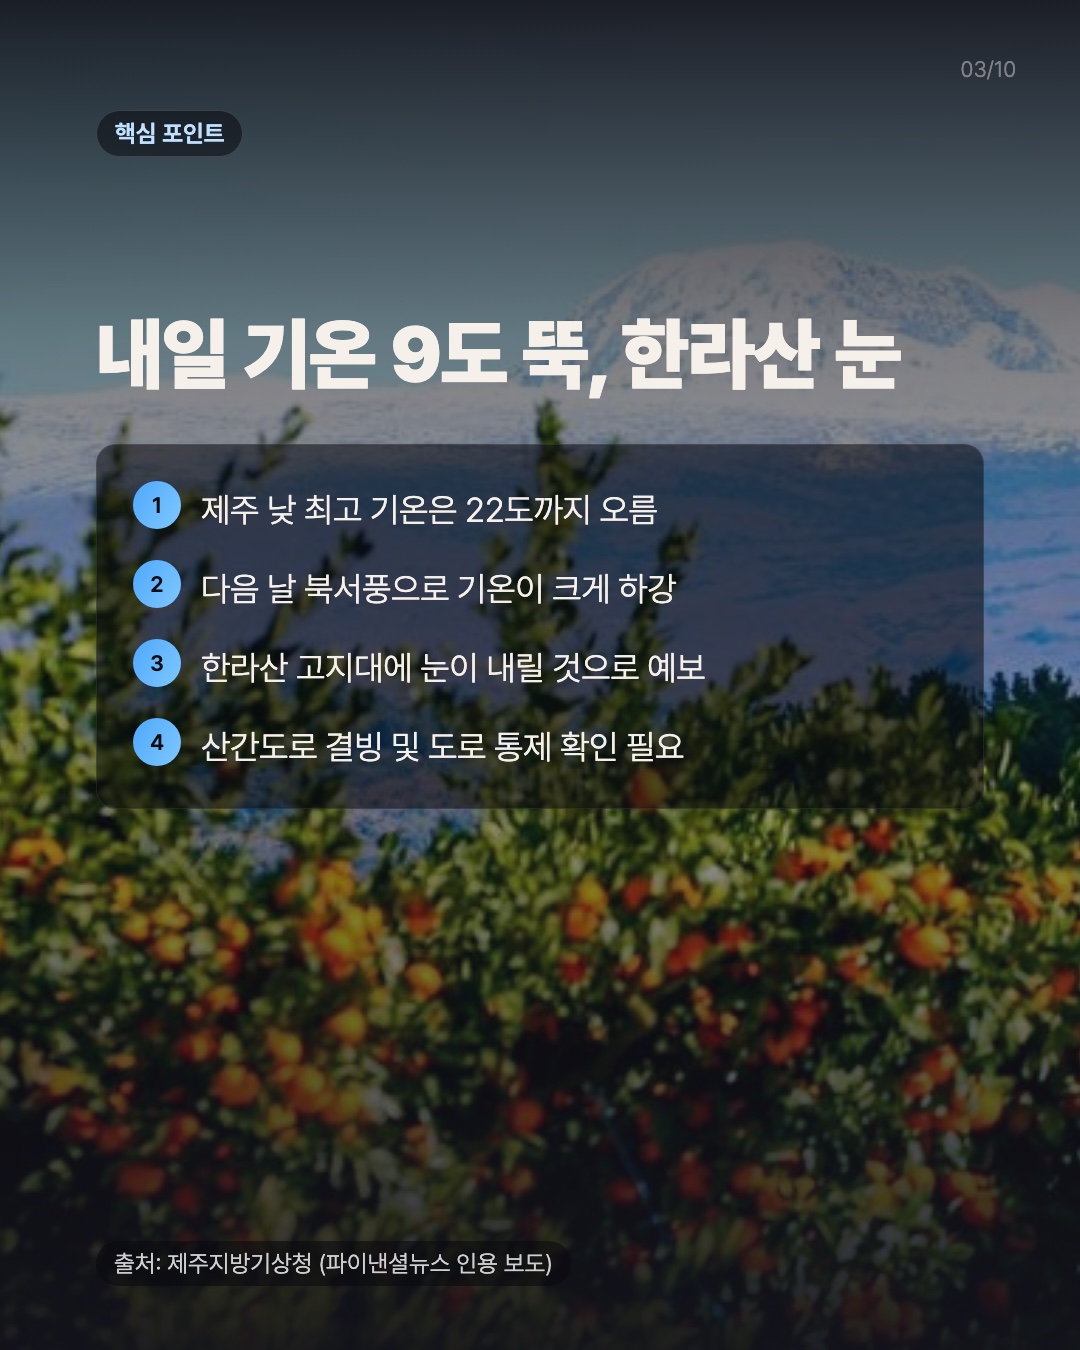 03/10
핵심 포인트
내일 기온 9도 뚝, 한라산 눈
1 제주 낮 최고 기온은 22도까지 오름
2 다음 날 북서풍으로 기온이 크게 하강
3 한라산 고지대에 눈이 내릴 것으로 예보
4 산간도로 결빙 및 도로 통제 확인 필요
출처: 제주지방기상청 (파이낸셜뉴스 인용 보도)